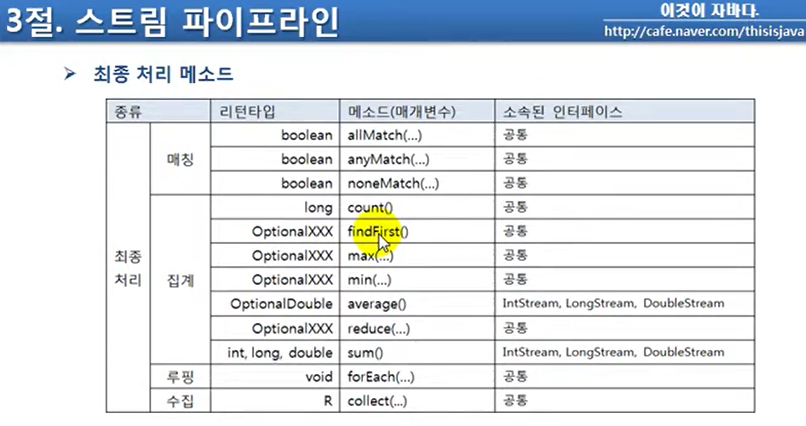 3절. 스트림 파이프라인
이것이 자바다.
http://cafe.naver.com/thisisjava
➤ 최종 처리 메소드
종류 리턴타입 메소드(매개변수) 소속된 인터페이스
최종 처리
매칭 boolean allMatch(...) 공통
boolean anyMatch(...) 공통
boolean noneMatch(...) 공통
집계 long count() 공통
OptionalXXX findFirst() 공통
OptionalXXX max(...) 공통
OptionalXXX min(...) 공통
OptionalDouble average() IntStream, LongStream, DoubleStream
OptionalXXX reduce(...) 공통
int, long, double sum() IntStream, LongStream, DoubleStream
루핑 void forEach(...) 공통
수집 R collect(...) 공통